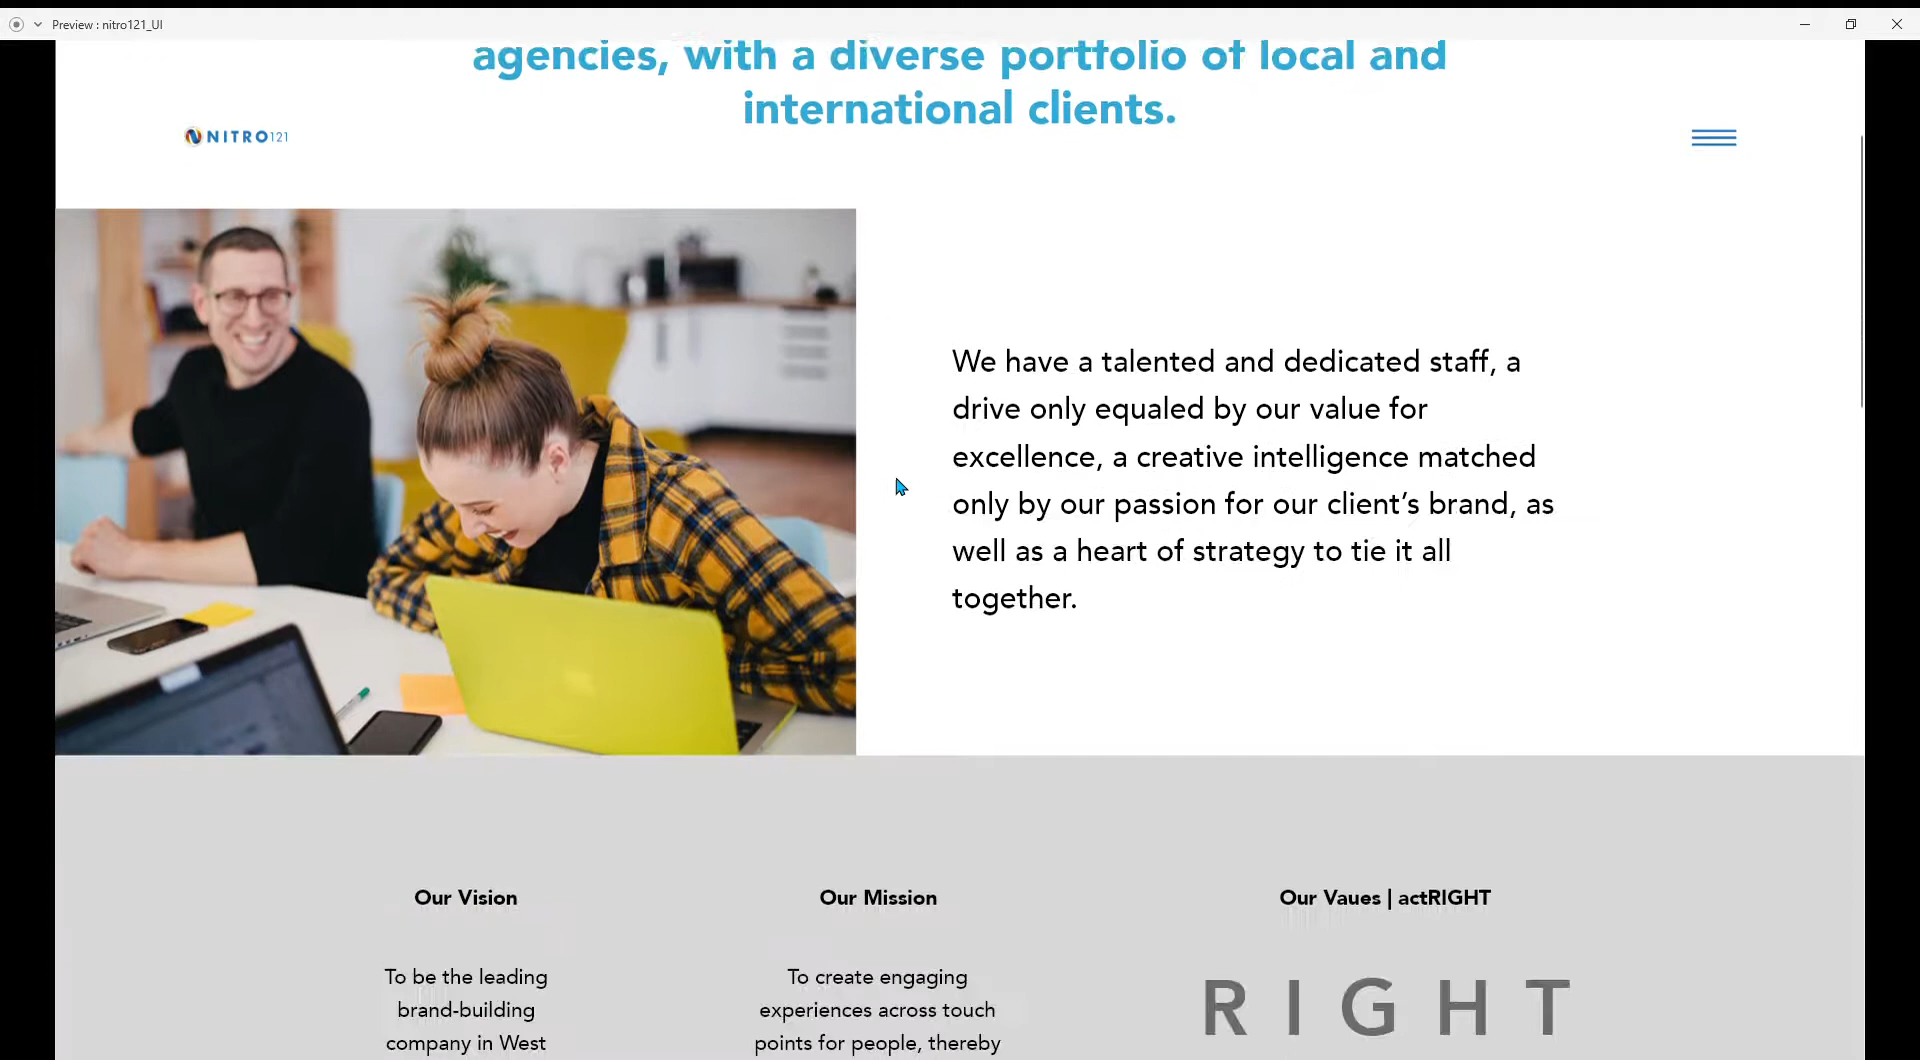 Preview : nitro121_UI
agencies, with a diverse portfolio of local and
international clients.
NITRO121
We have a talented and dedicated staff, a
drive only equaled by our value for
excellence, a creative intelligence matched
only by our passion for our client’s brand, as
well as a heart of strategy to tie it all
together.
Our Vision
To be the leading
brand-building
company in West
Our Mission
To create engaging
experiences across touch
points for people, thereby
Our Vaues | actRIGHT
R I G H T